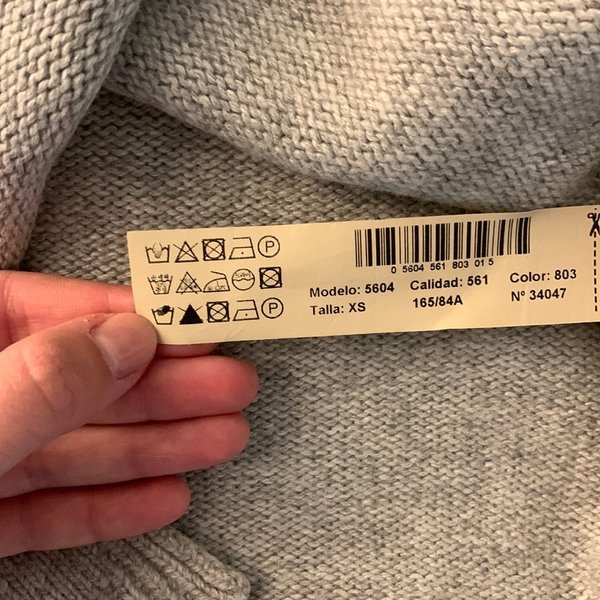 P
P
0 5604 561 803 01 5
Modelo: 5604 Calidad: 561 Color: 803
Talla: XS 165/84A Nº 34047